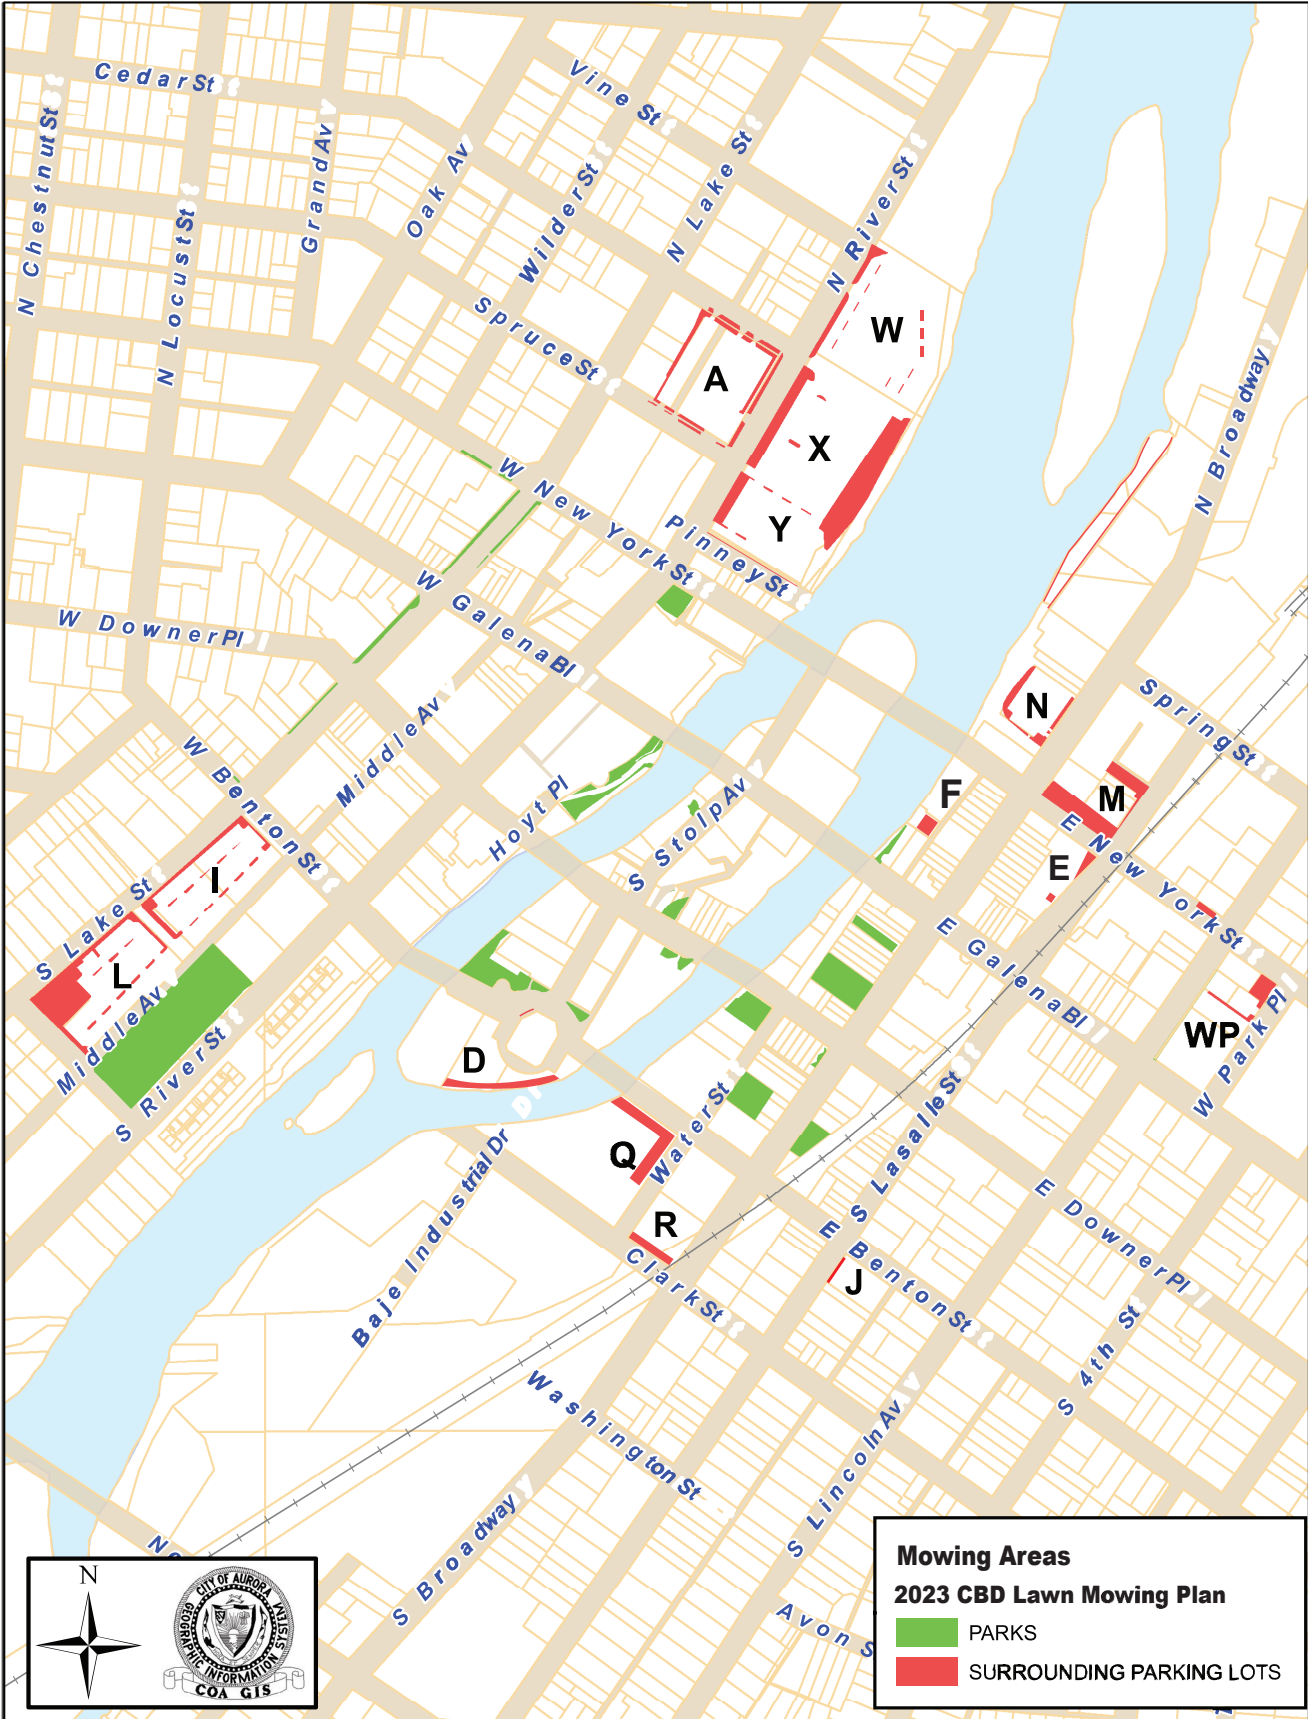 Cedar St
Vine St
N Chestnut St
Grand Av
Oak Av
Wilder St
N Lake St
N River St
N Locust St
Spruce St
W
A
X
Y
N Broadway
W New York St
Pinney St
W Galena Bl
W Downer Pl
Middle Av
W Benton St
Hoyt Pl
S Stolp Av
N
Spring St
F
M
E New York St
E
I
S Lake St
L
Middle Av
S River St
E Galena Bl
WP
W Park Pl
D
Dr
Baje Industrial Dr
Q
Water St
S Lasalle St
R
Clark St
E Benton St
J
E Downer Pl
S 4th St
Washington St
S Lincoln Av
S Broadway
Avon S
Ne
N
CITY OF AURORA
GEOGRAPHIC INFORMATION SYSTEM
COA GIS
Mowing Areas
2023 CBD Lawn Mowing Plan
PARKS
SURROUNDING PARKING LOTS